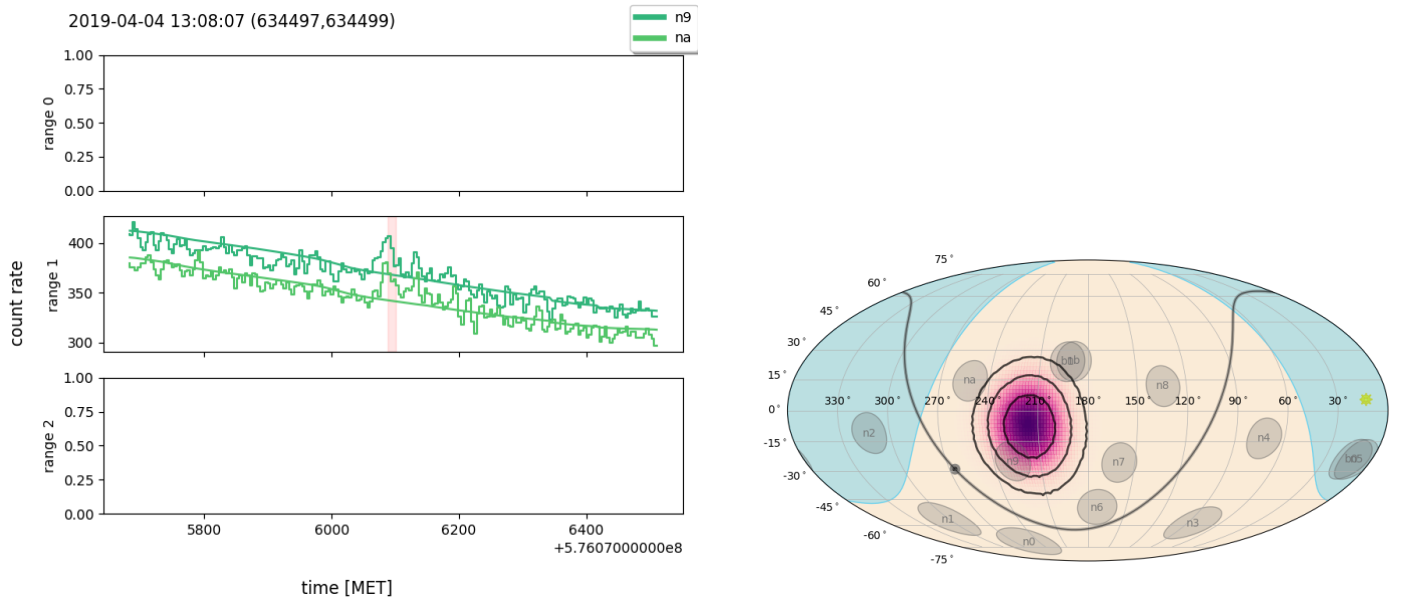 2019-04-04 13:08:07 (634497,634499)
n9
na
1.00
0.75
0.50
0.25
0.00
range 0
400
350
300
range 1
count rate
1.00
0.75
0.50
0.25
0.00
range 2
5800 6000 6200 6400
+5.7607000000e8
time [MET]
75°
60°
45°
30°
15°
0°
-15°
-30°
-45°
-60°
-75°
330° 300° 270° 240° 210° 180° 150° 120° 90° 60° 30°
na
n8
n2
n9
n7
n4
n6
n1
n3
n0